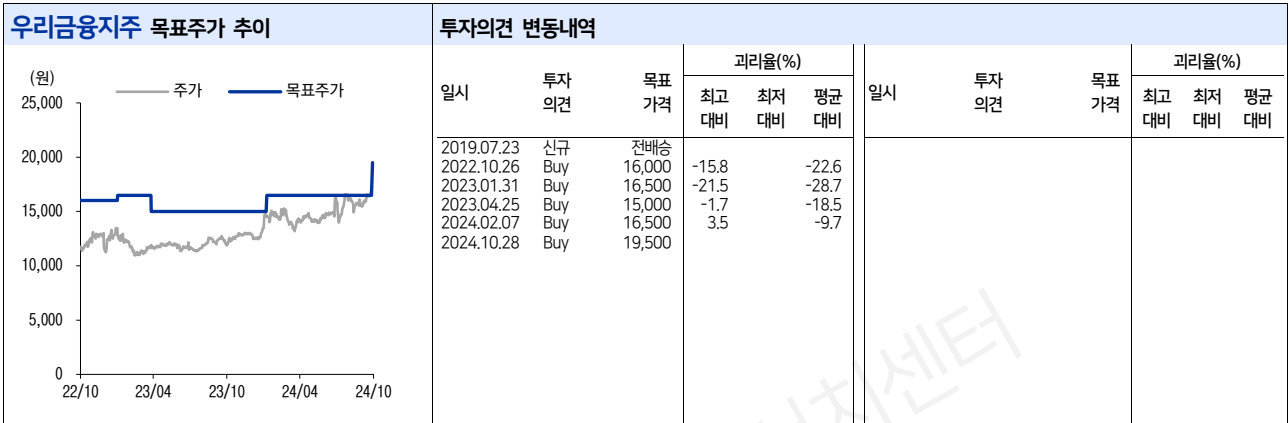 우리금융지주 목표주가 추이
(원)
주가 목표주가
25,000
20,000
15,000
10,000
5,000
0
22/10 23/04 23/10 24/04 24/10
투자의견 변동내역
괴리율(%)
일시 투자 의견 목표 가격 최고 대비 최저 대비 평균 대비
2019.07.23 신규 전배승
2022.10.26 Buy 16,000 -15.8 -22.6
2023.01.31 Buy 16,500 -21.5 -28.7
2023.04.25 Buy 15,000 -1.7 -18.5
2024.02.07 Buy 16,500 3.5 -9.7
2024.10.28 Buy 19,500
괴리율(%)
일시 투자 의견 목표 가격 최고 대비 최저 대비 평균 대비